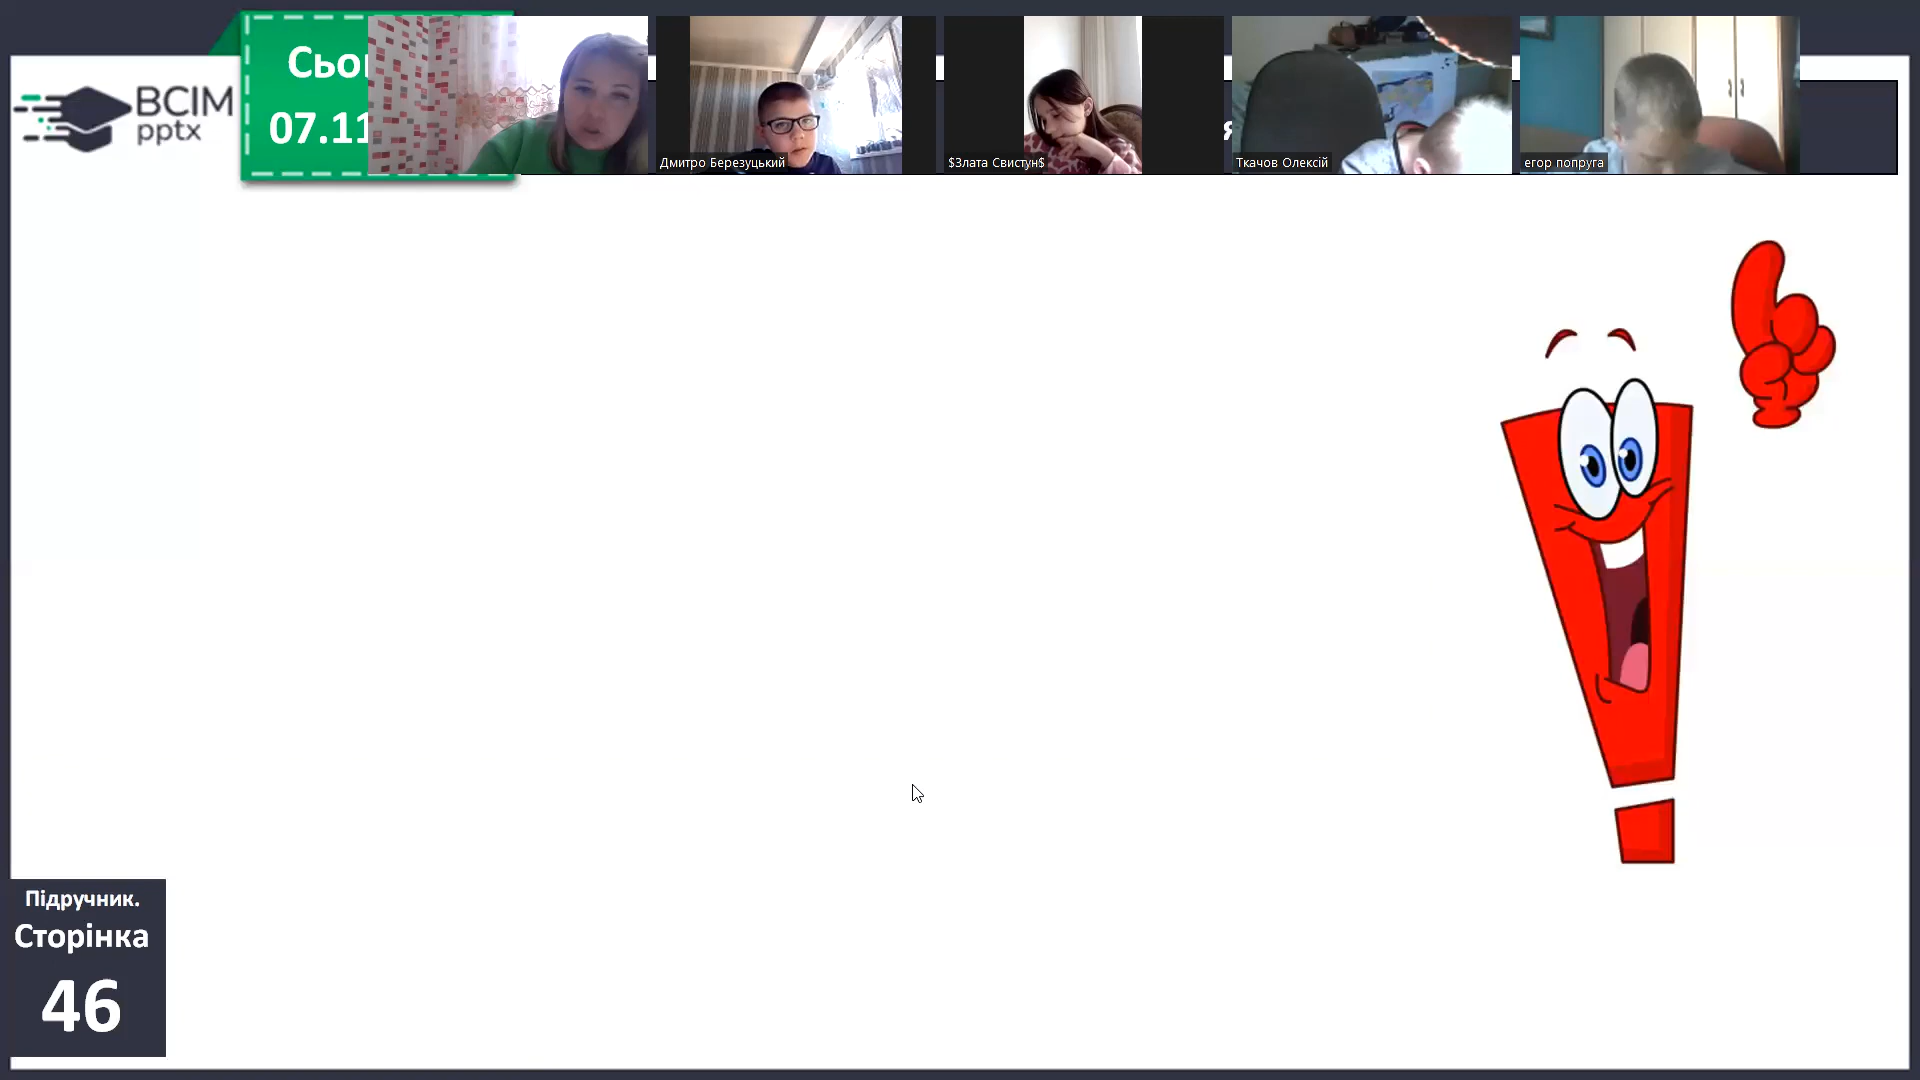 Сьо
07.11
ВСІМ
pptx
Дмитро Березуцький
$Злата Свистун$
Ткачов Олексій
егор попруга
Підручник.
Сторінка
46